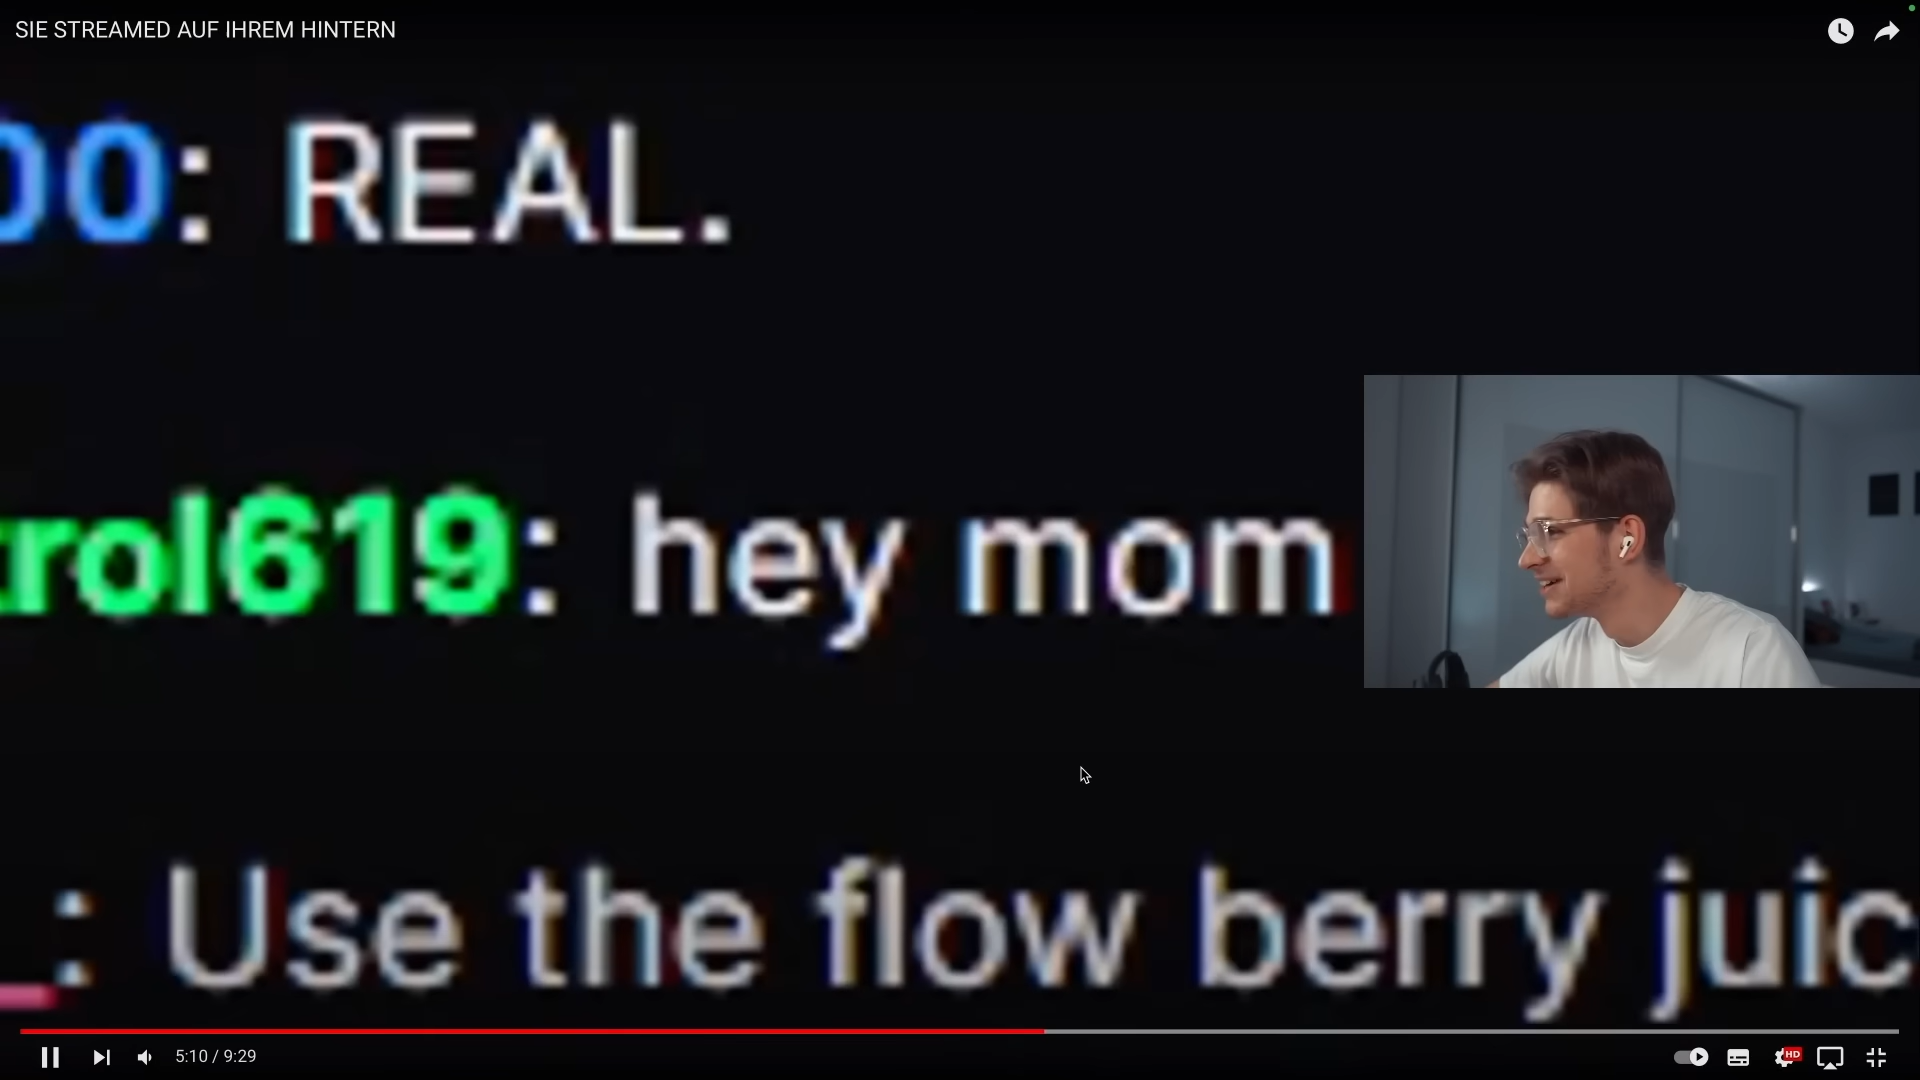 SIE STREAMED AUF IHREM HINTERN
00: REAL.
rol619: hey mom
_: Use the flow berry juic
5:10 / 9:29
HD